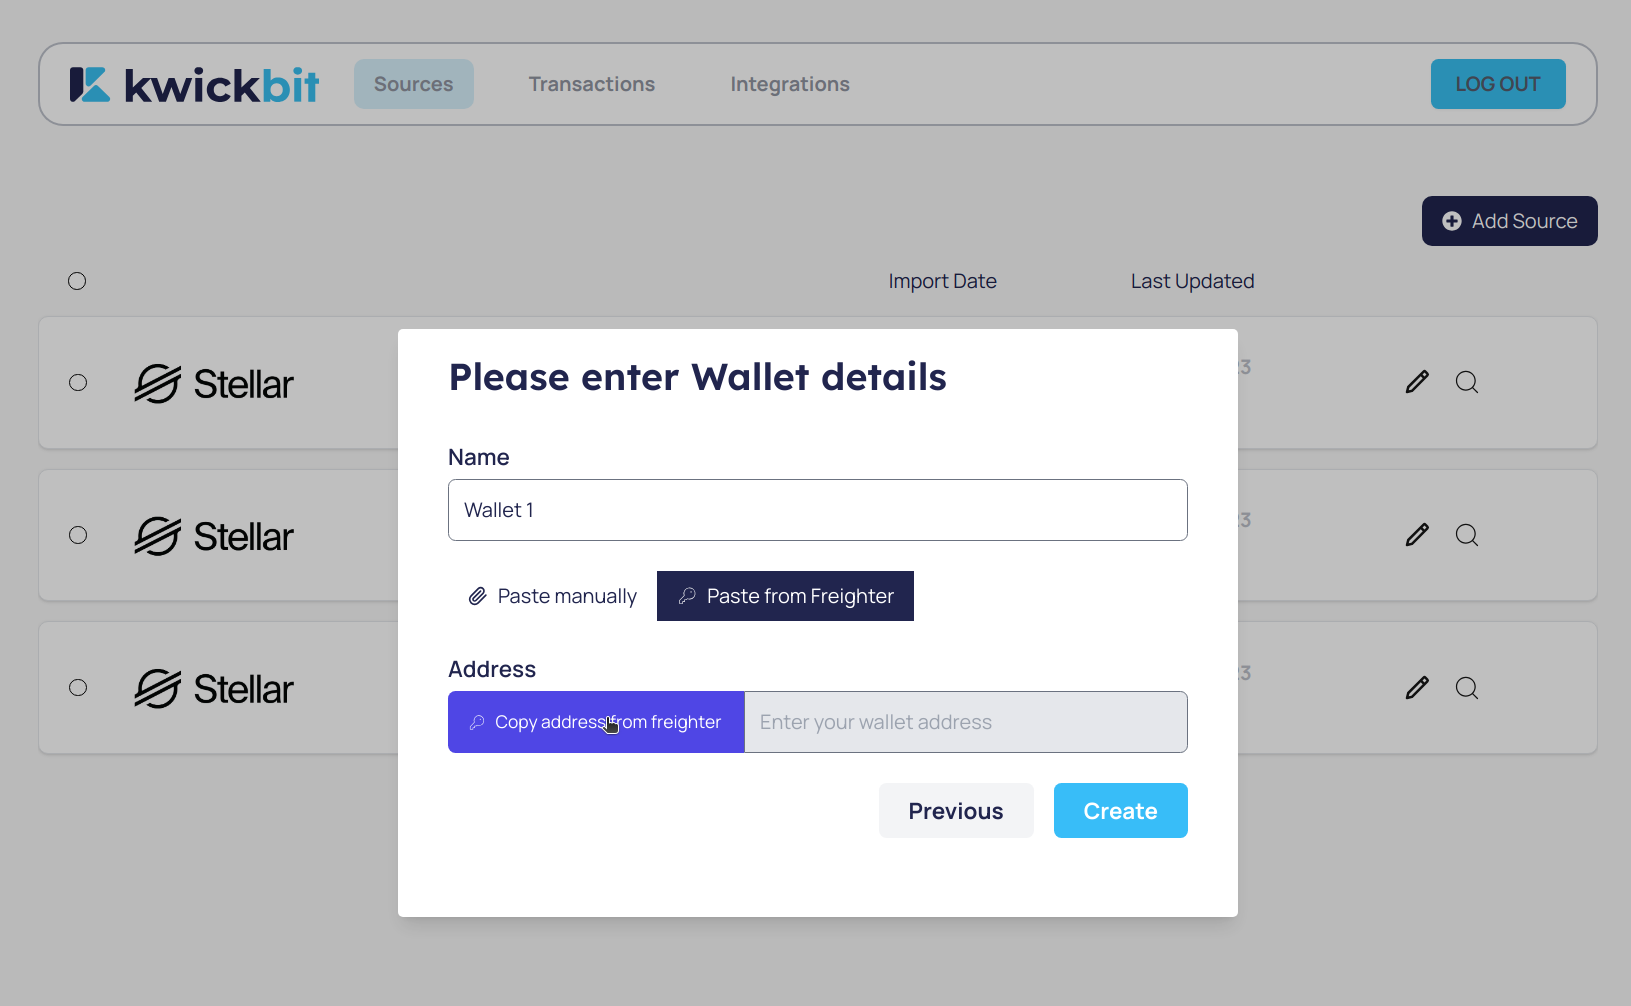 kwickbit Sources Transactions Integrations LOG OUT
Add Source
Import Date Last Updated
Stellar
Please enter Wallet details
Name
Wallet 1
Stellar
Paste manually Paste from Freighter
Address
Stellar
Copy address from freighter Enter your wallet address
Previous Create